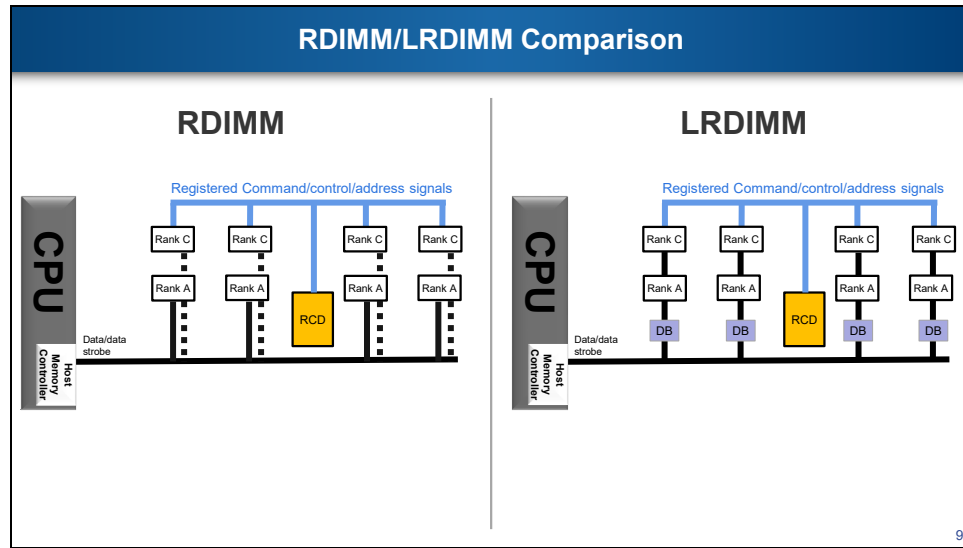 RDIMM/LRDIMM Comparison
RDIMM
Registered Command/control/address signals
CPU
Rank C
Rank C
Rank C
Rank C
Rank A
Rank A
Rank A
Rank A
RCD
Data/data
strobe
Host
Memory
Controller
LRDIMM
Registered Command/control/address signals
CPU
Rank C
Rank C
Rank C
Rank C
Rank A
Rank A
Rank A
Rank A
RCD
DB
DB
DB
DB
Data/data
strobe
Host
Memory
Controller
9